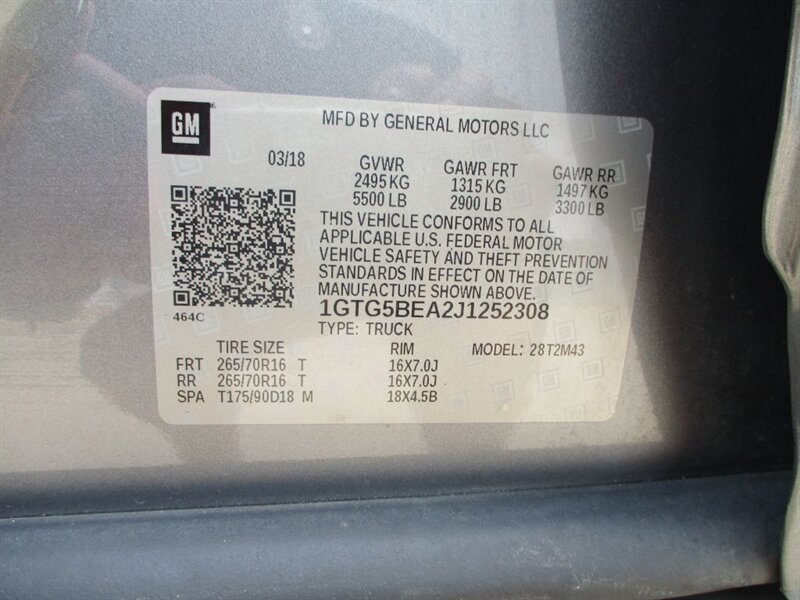 GM
MFD BY GENERAL MOTORS LLC
03/18 GVWR GAWR FRT GAWR RR
2495 KG 1315 KG 1497 KG
5500 LB 2900 LB 3300 LB
THIS VEHICLE CONFORMS TO ALL
APPLICABLE U.S. FEDERAL MOTOR
VEHICLE SAFETY AND THEFT PREVENTION
STANDARDS IN EFFECT ON THE DATE OF
MANUFACTURE SHOWN ABOVE.
464C 1GTG5BEA2J1252308
TYPE: TRUCK
TIRE SIZE RIM MODEL: 28T2M43
FRT 265/70R16 T 16X7.0J
RR 265/70R16 T 16X7.0J
SPA T175/90D18 M 18X4.5B